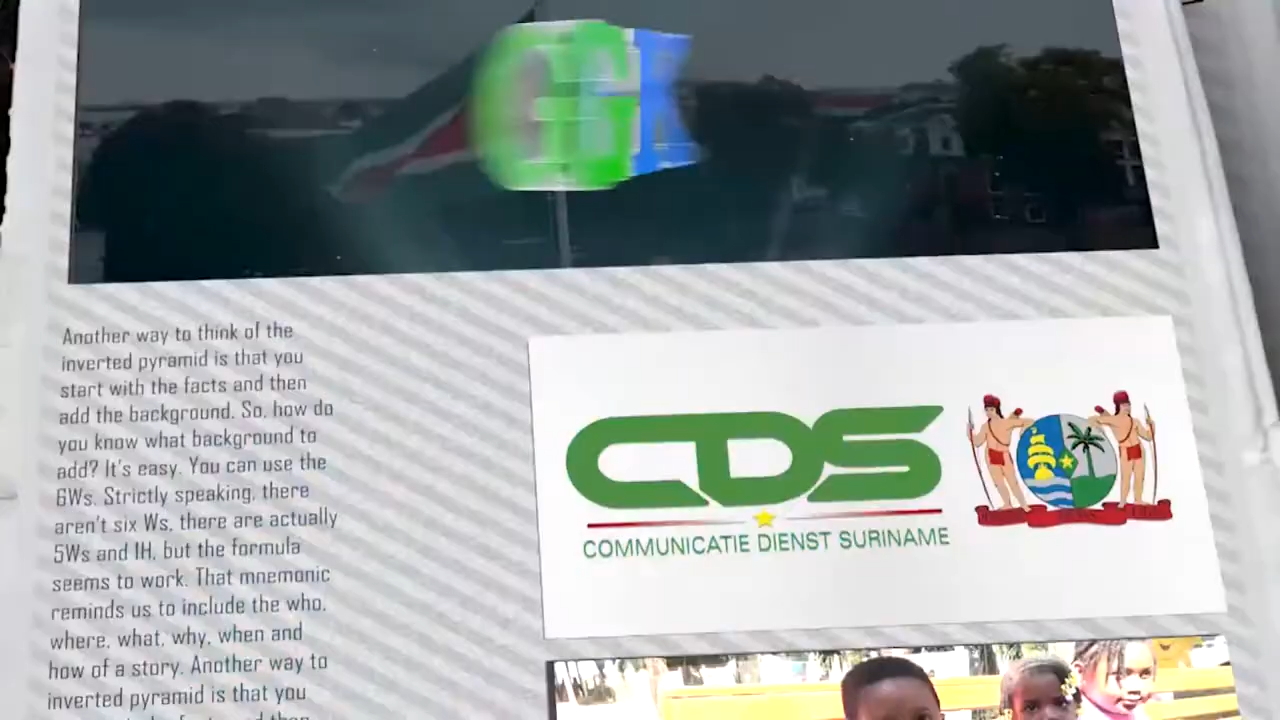 Another way to think of the
inverted pyramid is that you
start with the facts and then
add the background. So, how do
you know what background to
add? It's easy. You can use the
6Ws. Strictly speaking, there
aren't six Ws, there are actually
5Ws and 1H, but the formula
seems to work. That mnemonic
reminds us to include the who,
where, what, why, when and
how of a story. Another way to
inverted pyramid is that you
CDS
COMMUNICATIE DIENST SURINAME